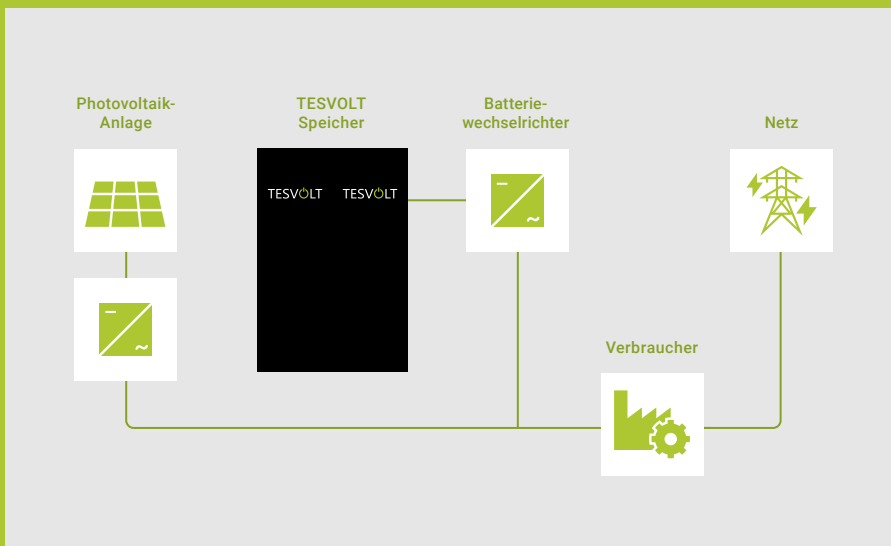 Photovoltaik-
Anlage
TESVOLT
Speicher
Batterie-
wechselrichter
Netz
TESVOLT TESVOLT
Verbraucher